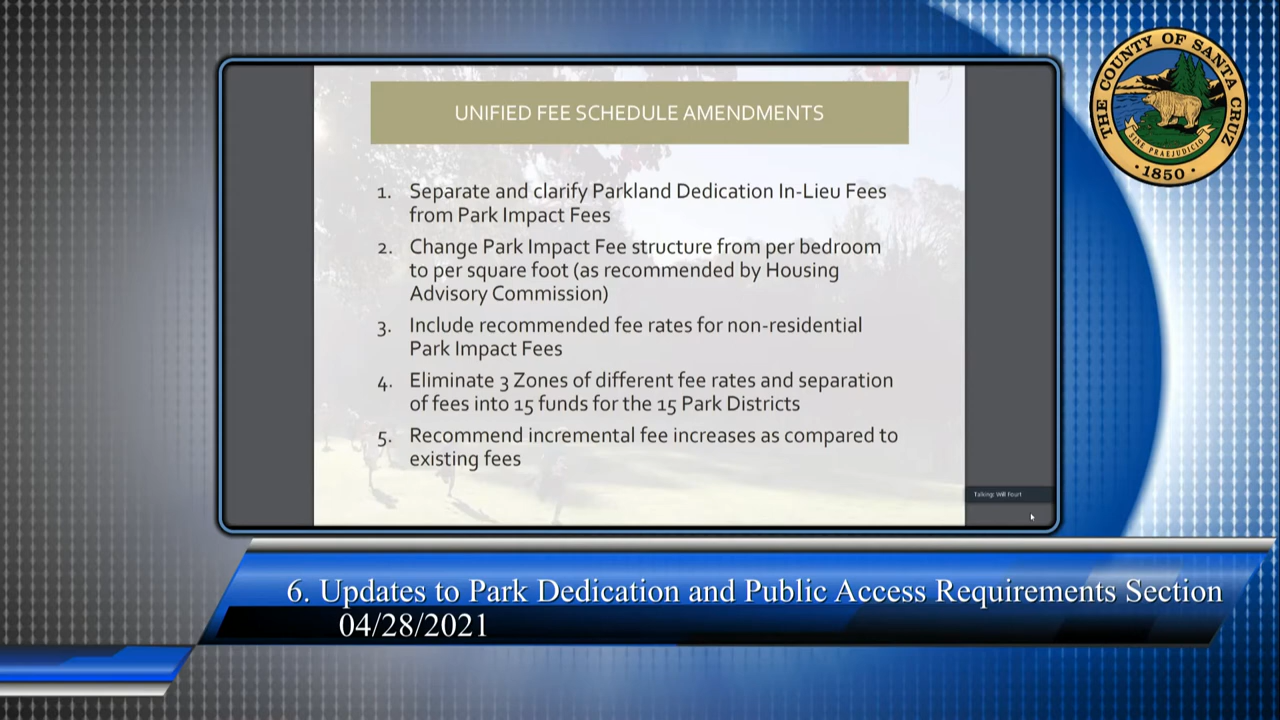 THE COUNTY OF SANTA CRUZ
SINE PRAEJUDICIO
• 1850 •
UNIFIED FEE SCHEDULE AMENDMENTS
1. Separate and clarify Parkland Dedication In-Lieu Fees
from Park Impact Fees
2. Change Park Impact Fee structure from per bedroom
to per square foot (as recommended by Housing
Advisory Commission)
3. Include recommended fee rates for non-residential
Park Impact Fees
4. Eliminate 3 Zones of different fee rates and separation
of fees into 15 funds for the 15 Park Districts
5. Recommend incremental fee increases as compared to
existing fees
Talking: Will Fourt
6. Updates to Park Dedication and Public Access Requirements Section
04/28/2021